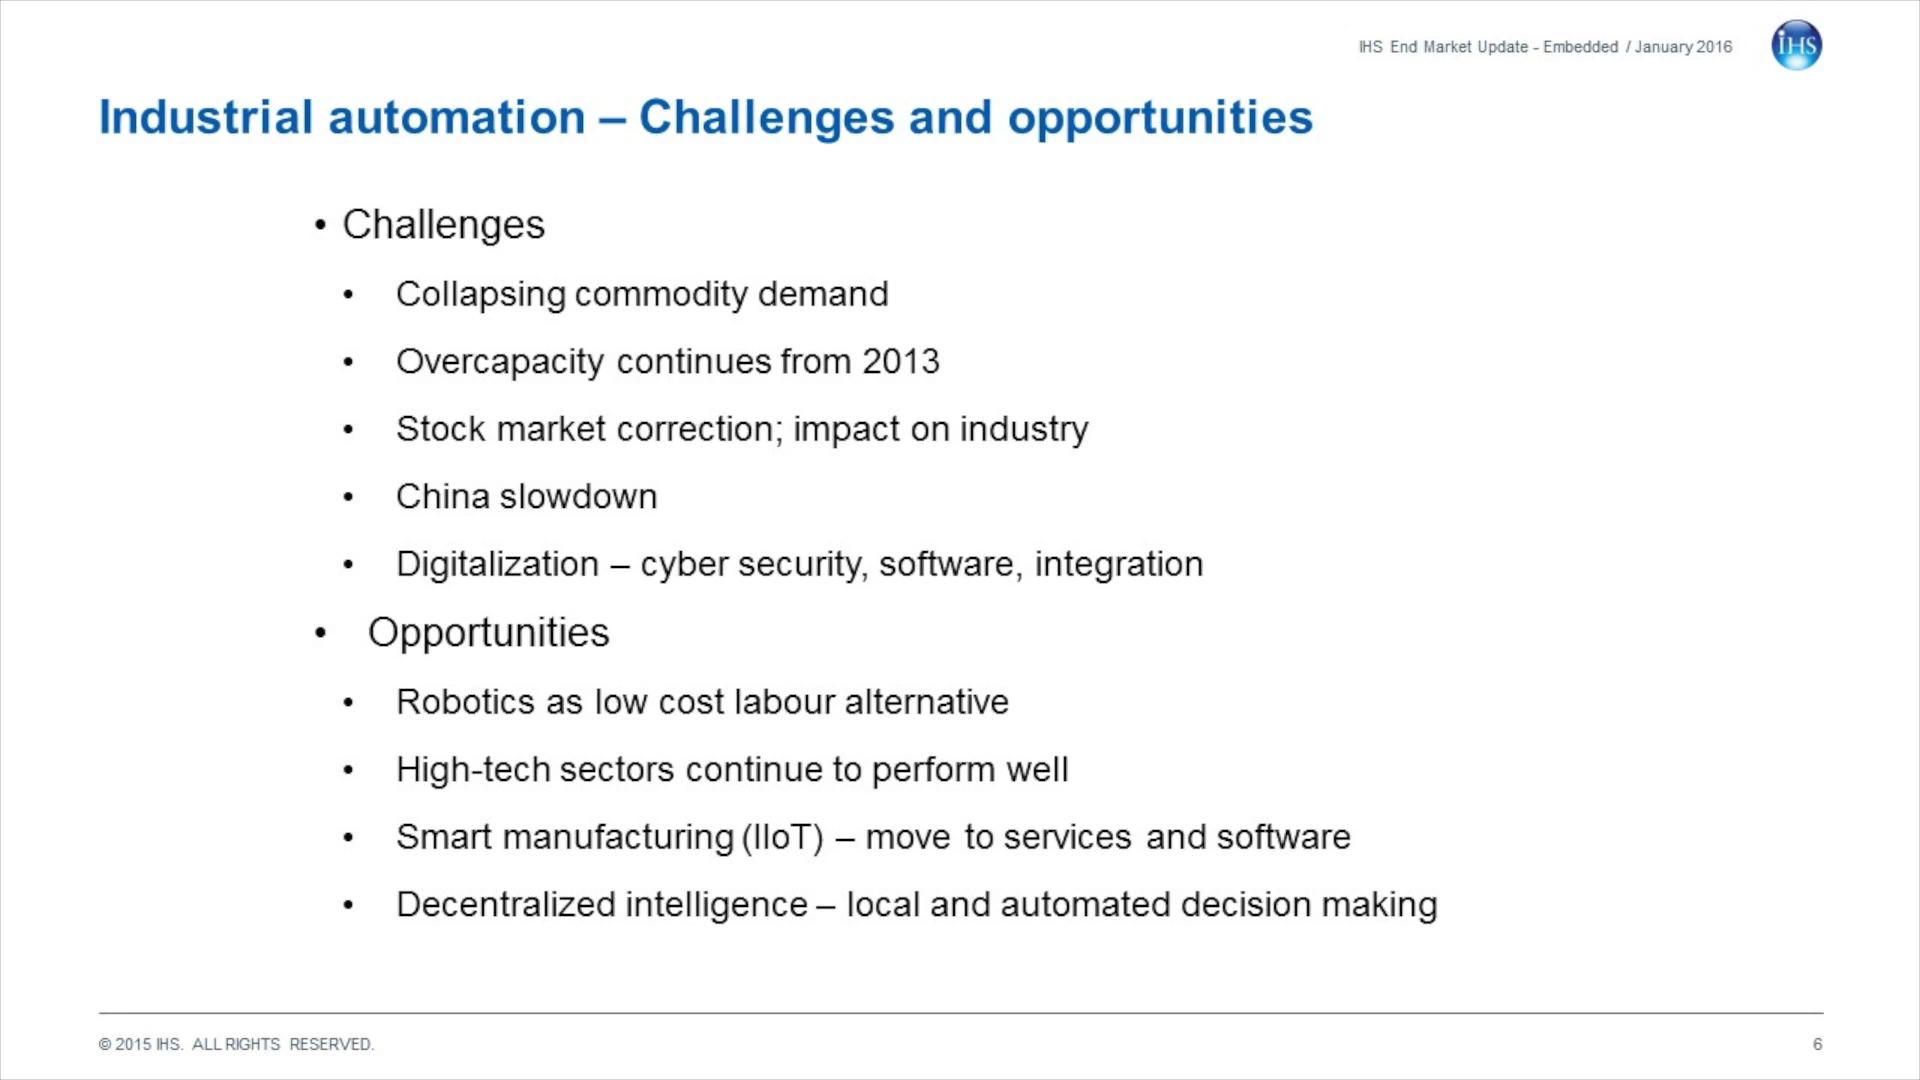 IHS End Market Update - Embedded / January 2016
iHS
Industrial automation – Challenges and opportunities
• Challenges
• Collapsing commodity demand
• Overcapacity continues from 2013
• Stock market correction; impact on industry
• China slowdown
• Digitalization – cyber security, software, integration
• Opportunities
• Robotics as low cost labour alternative
• High-tech sectors continue to perform well
• Smart manufacturing (IIoT) – move to services and software
• Decentralized intelligence – local and automated decision making
© 2015 IHS. ALL RIGHTS RESERVED.
6